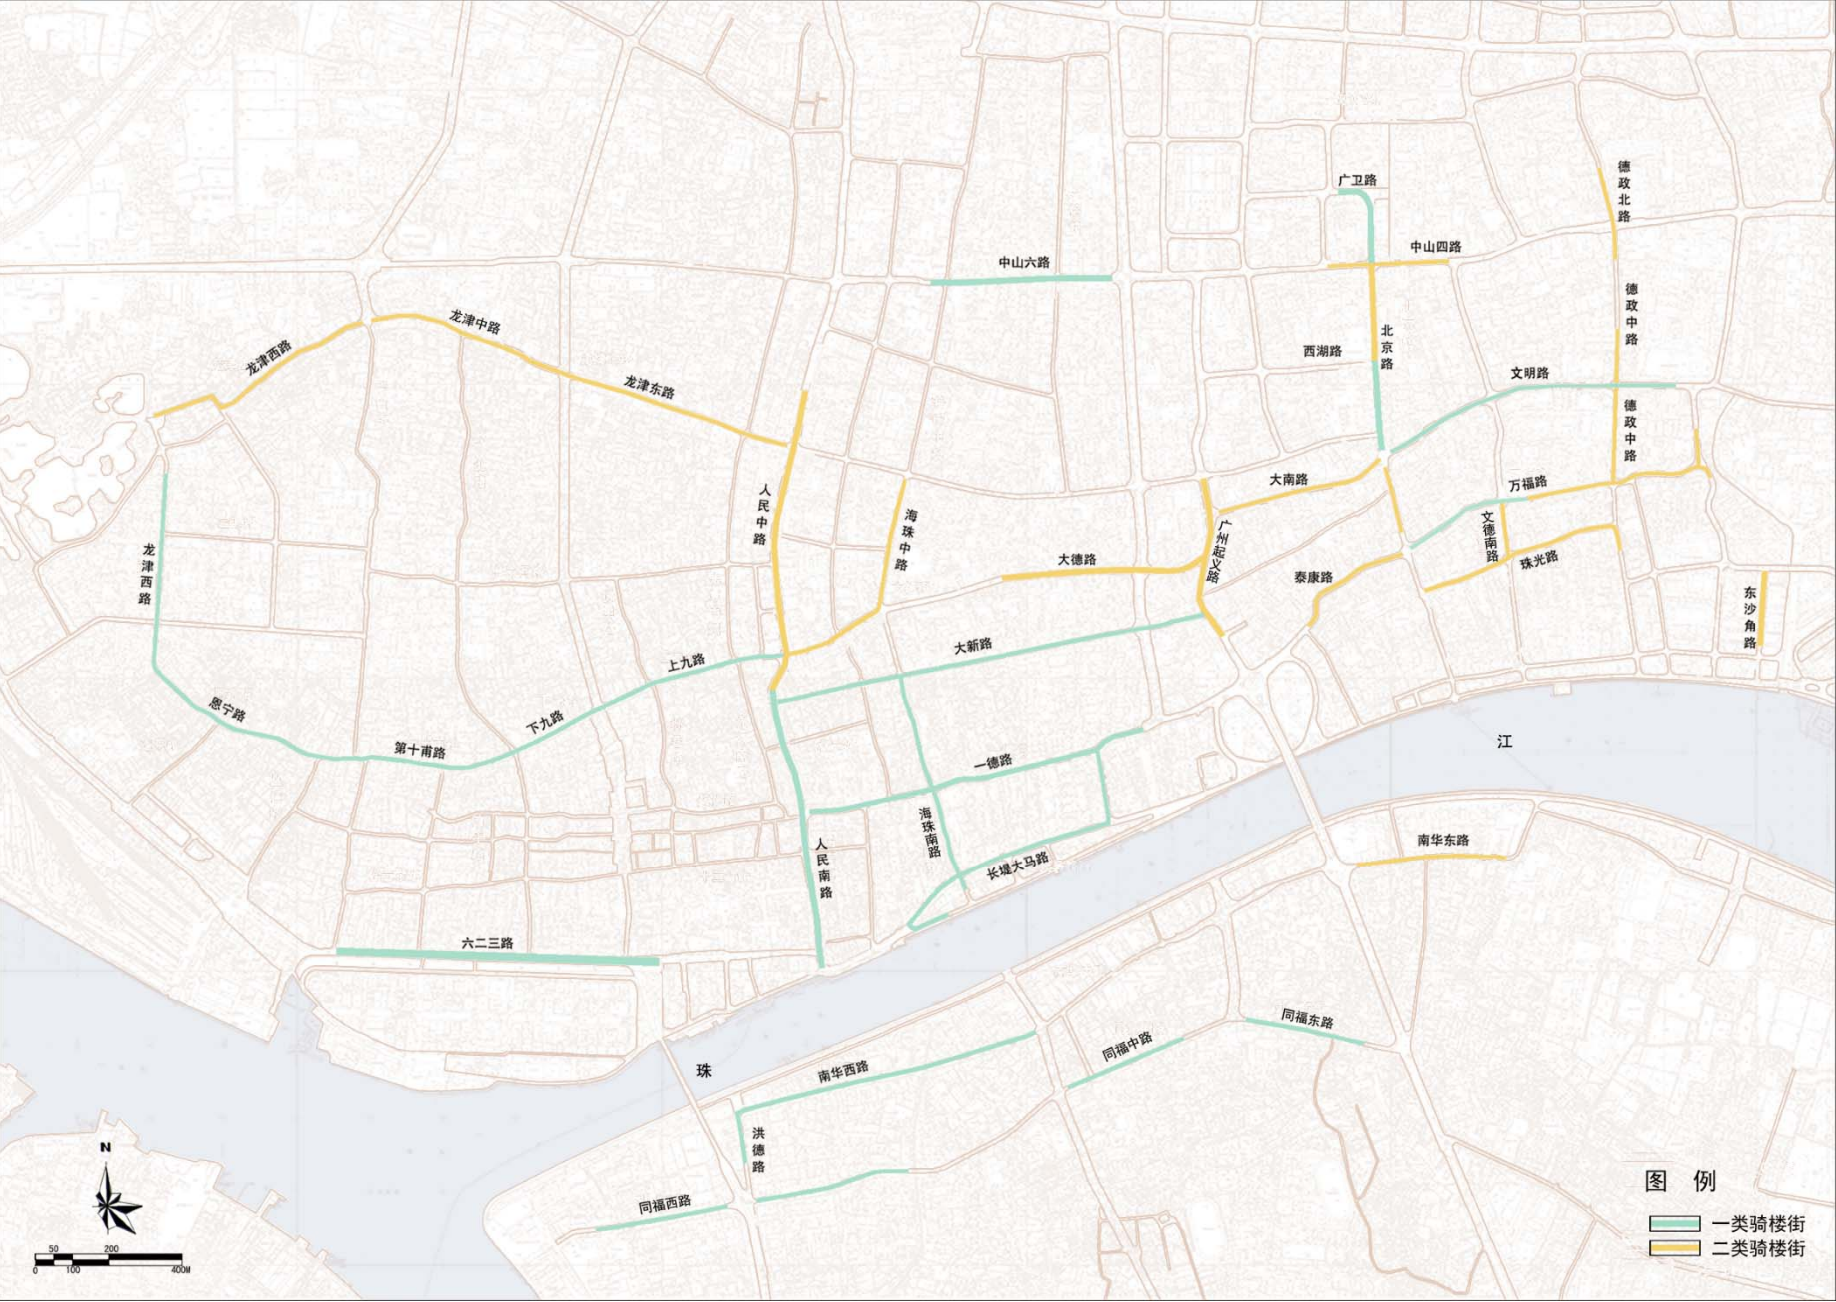 广卫路
德政北路
中山四路
中山六路
德政中路
龙津中路
北京路
西湖路
龙津西路
文明路
龙津东路
德政中路
大南路
万福路
人民中路
海珠中路
文德南路
广州起义路
龙津西路
大德路
珠光路
泰康路
东沙角路
大新路
上九路
恩宁路
下九路
第十甫路
江
一德路
海珠南路
南华东路
人民南路
长堤大马路
六二三路
同福东路
同福中路
珠
南华西路
洪德路
N
同福西路
图 例
一类骑楼街
二类骑楼街
50 200
0 100 400M